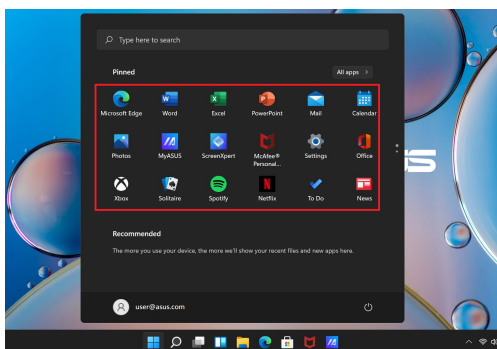 Type here to search
Pinned
All apps >
Microsoft Edge Word Excel PowerPoint Mail Calendar
Photos MyASUS ScreenXpert McAfee® Personal... Settings Office
Xbox Solitaire Spotify Netflix To Do News
Recommended
The more you use your device, the more we'll show your recent files and new apps here.
user@asus.com